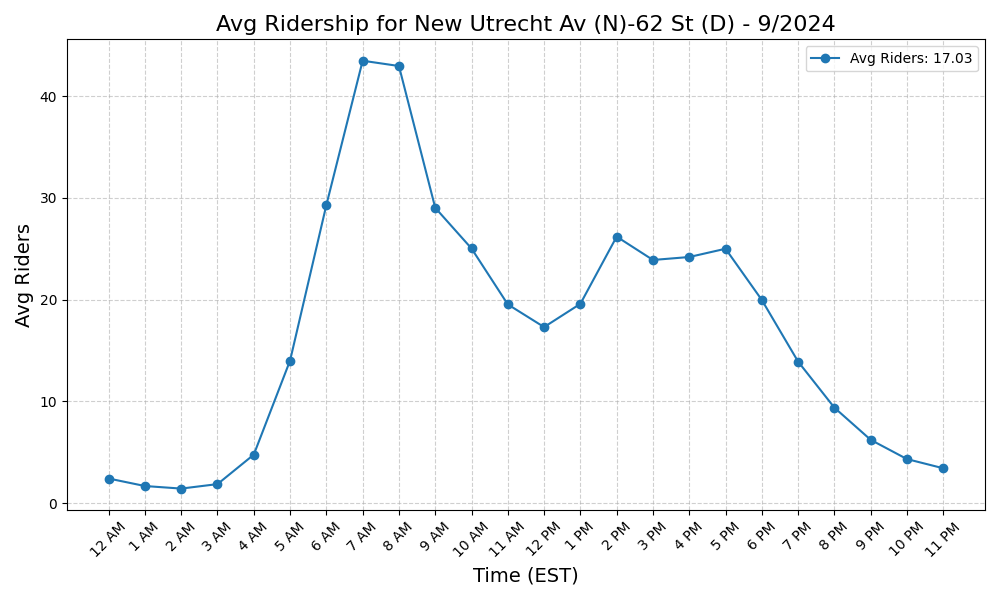 Avg Ridership for New Utrecht Av (N)-62 St (D) - 9/2024
Avg Riders: 17.03
Avg Riders
40
30
20
10
0
12 AM
1 AM
2 AM
3 AM
4 AM
5 AM
6 AM
7 AM
8 AM
9 AM
10 AM
11 AM
12 PM
1 PM
2 PM
3 PM
4 PM
5 PM
6 PM
7 PM
8 PM
9 PM
10 PM
11 PM
Time (EST)